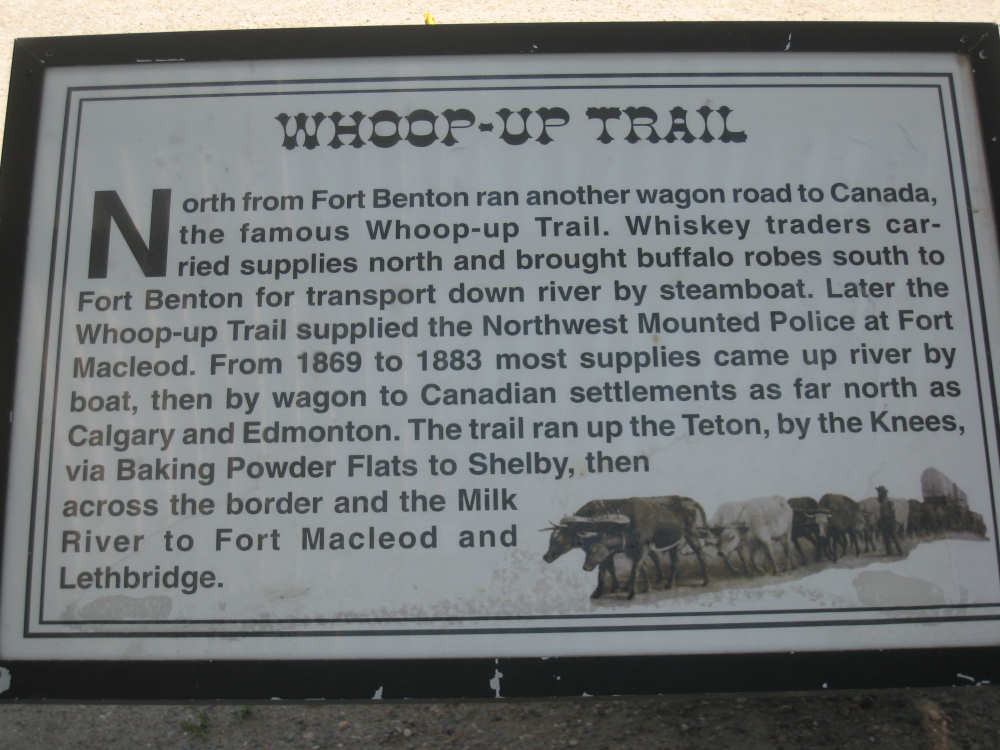 WHOOP-UP TRAIL
North from Fort Benton ran another wagon road to Canada,
the famous Whoop-up Trail. Whiskey traders car-
ried supplies north and brought buffalo robes south to
Fort Benton for transport down river by steamboat. Later the
Whoop-up Trail supplied the Northwest Mounted Police at Fort
Macleod. From 1869 to 1883 most supplies came up river by
boat, then by wagon to Canadian settlements as far north as
Calgary and Edmonton. The trail ran up the Teton, by the Knees,
via Baking Powder Flats to Shelby, then
across the border and the Milk
River to Fort Macleod and
Lethbridge.